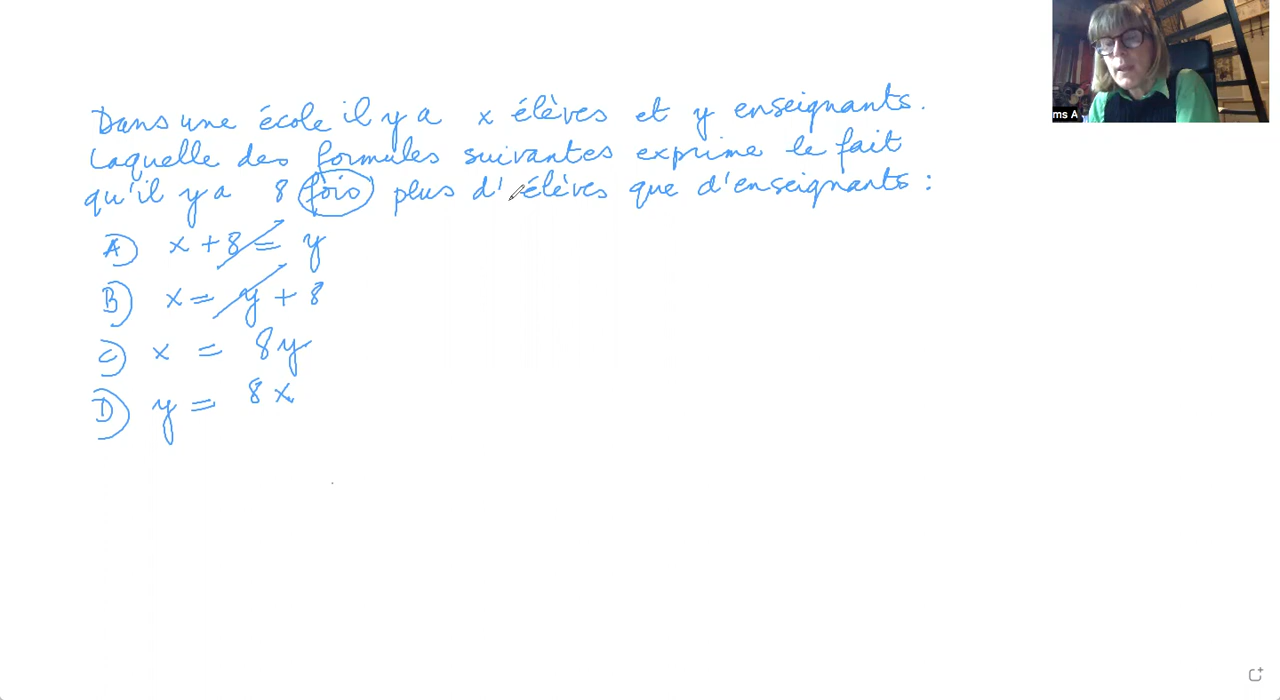 Dans une école il y a x élèves et y enseignants.
Laquelle des formules suivantes exprime le fait
qu'il y a 8 fois plus d'élèves que d'enseignants :
A) x + 8 = y
B) x = y + 8
C) x = 8y
D) y = 8x
ms A